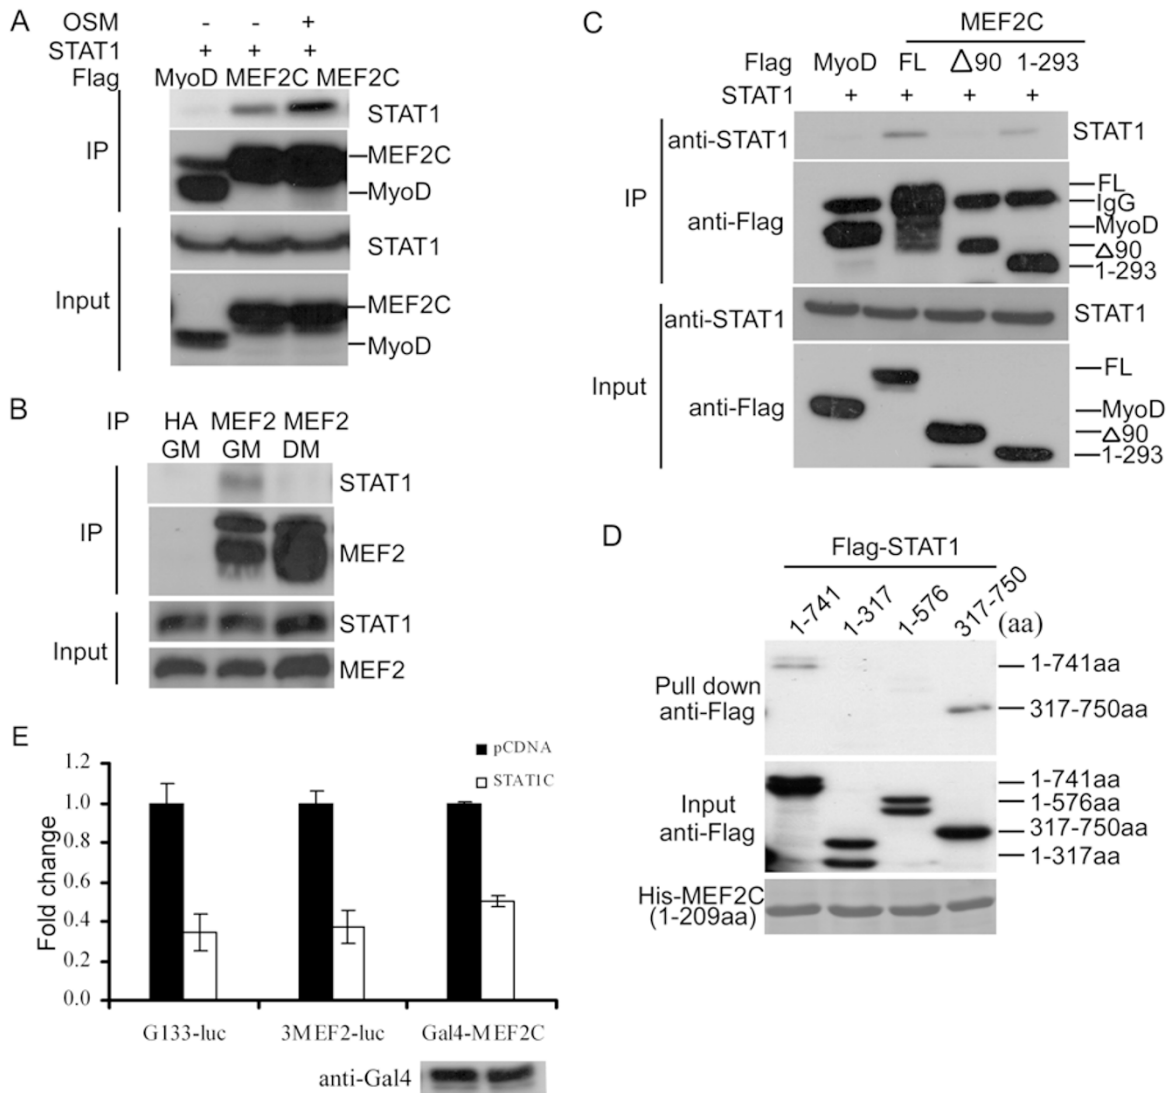 A
OSM - - +
STAT1 + + +
Flag MyoD MEF2C MEF2C
IP
STAT1
MEF2C
MyoD
Input
STAT1
MEF2C
MyoD
B
IP HA MEF2 MEF2
GM GM DM
IP
STAT1
MEF2
Input
STAT1
MEF2
C
MEF2C
Flag MyoD FL △90 1-293
STAT1 + + + +
IP
anti-STAT1 STAT1
anti-Flag
FL
IgG
MyoD
△90
1-293
Input
anti-STAT1 STAT1
anti-Flag
FL
MyoD
△90
1-293
D
Flag-STAT1
1-741 1-317 1-576 317-750 (aa)
Pull down
anti-Flag
1-741aa
317-750aa
Input
anti-Flag
1-741aa
1-576aa
317-750aa
1-317aa
His-MEF2C
(1-209aa)
E
pCDNA
STAT1C
Fold change
1.2
1.0
0.8
0.6
0.4
0.2
0.0
G133-luc 3MEF2-luc Gal4-MEF2C
anti-Gal4